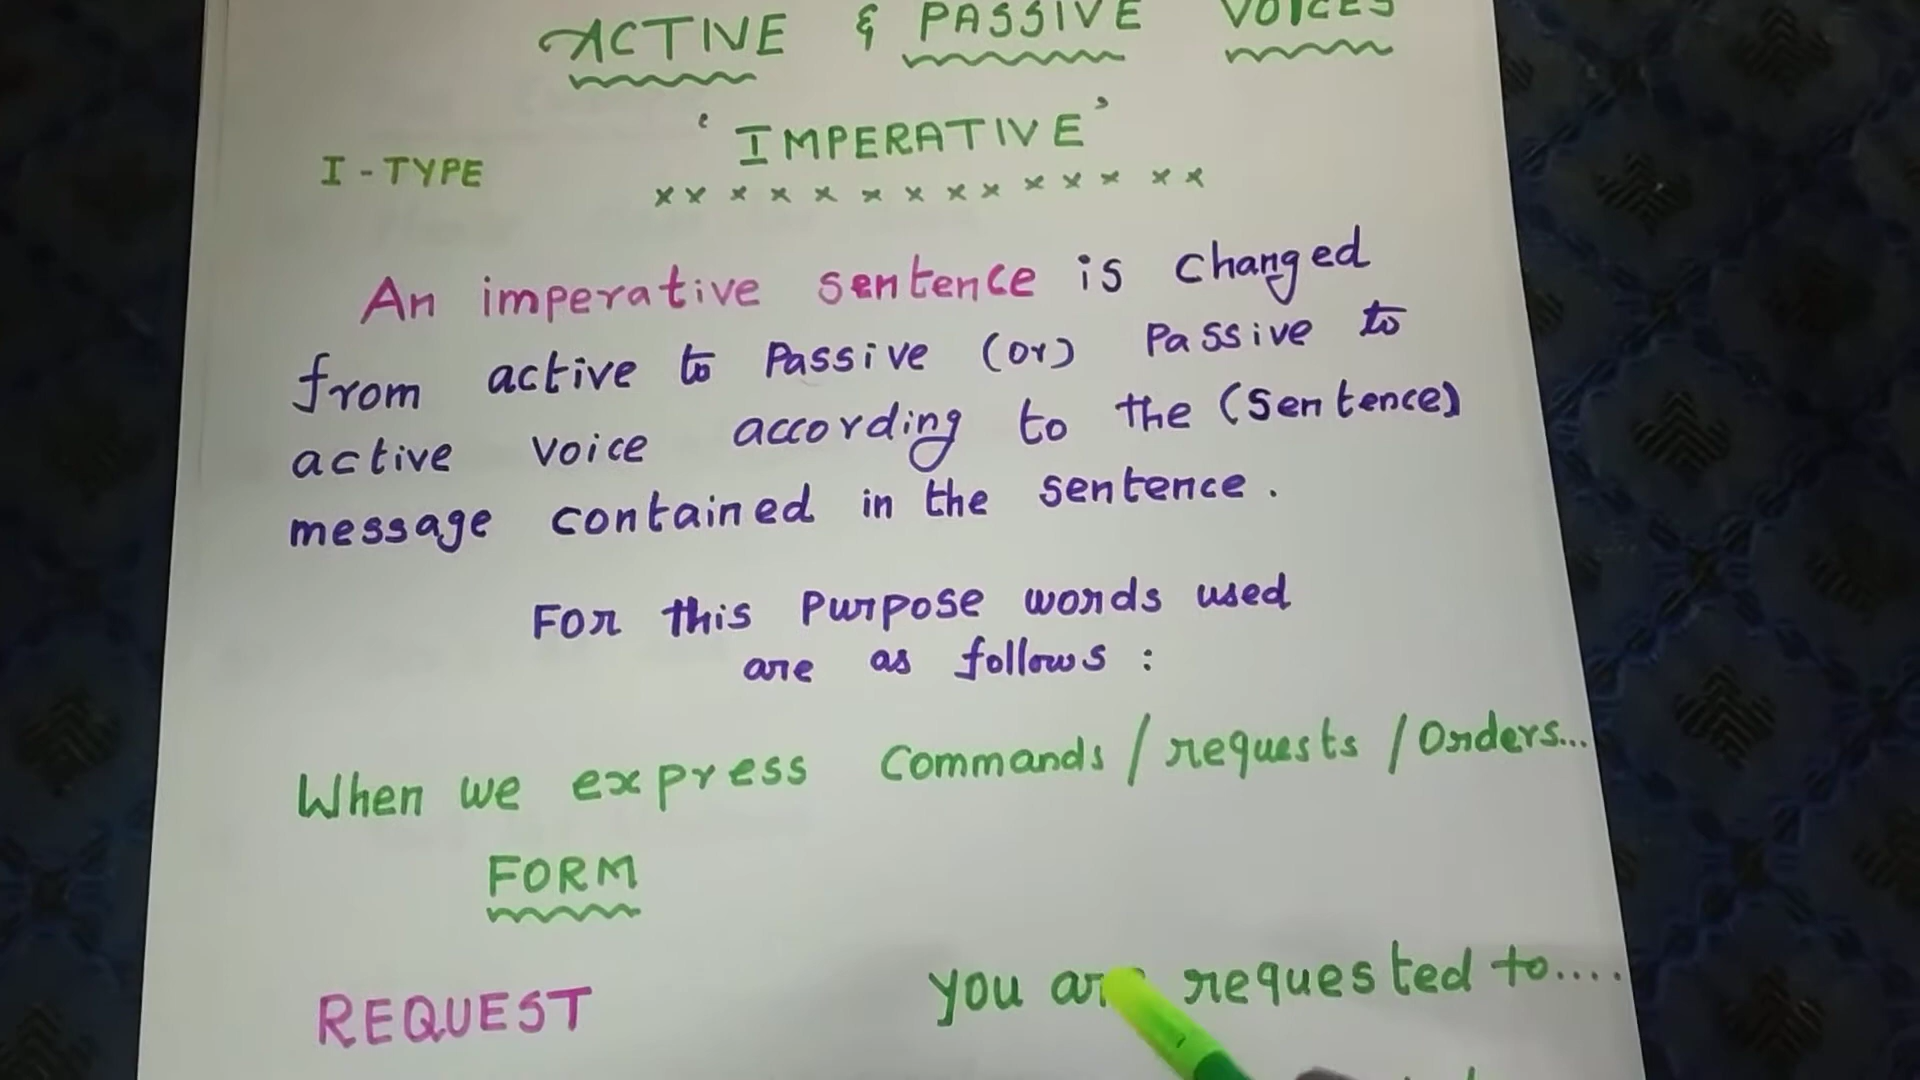 ACTIVE & PASSIVE VOICES
'IMPERATIVE'
I - TYPE
x x x x x x x x x x x x x x
An imperative sentence is changed
from active to Passive (or) Passive to
active voice according to the (Sentence)
message contained in the sentence.
For this Purpose words used
are as follows :
When we express Commands / requests / Orders...
FORM
REQUEST you are requested to....